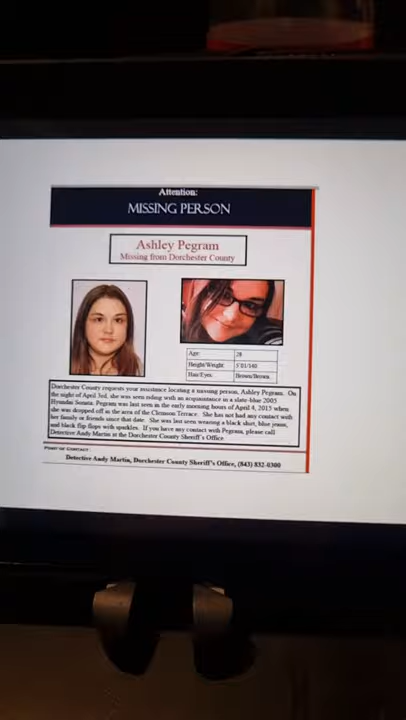 Attention:
MISSING PERSON
Ashley Pegram
Missing from Dorchester County
Age: 28
Height/Weight: 5'01/140
Hair/Eyes: Brown/Brown
Dorchester County requests your assistance locating a missing person, Ashley Pegram. On
the night of April 3rd, she was seen riding with an acquaintance in a slate-blue 2005
Hyundai Sonata. Pegram was last seen in the early morning hours of April 4, 2015 when
she was dropped off in the area of the Clemson Terrace. She has not had any contact with
her family or friends since that date. She was last seen wearing a black shirt, blue jeans,
and black flip flops with sparkles. If you have any contact with Pegram, please call
Detective Andy Martin at the Dorchester County Sheriff's Office
POINT OF CONTACT:
Detective Andy Martin, Dorchester County Sheriff's Office, (843) 832-0300